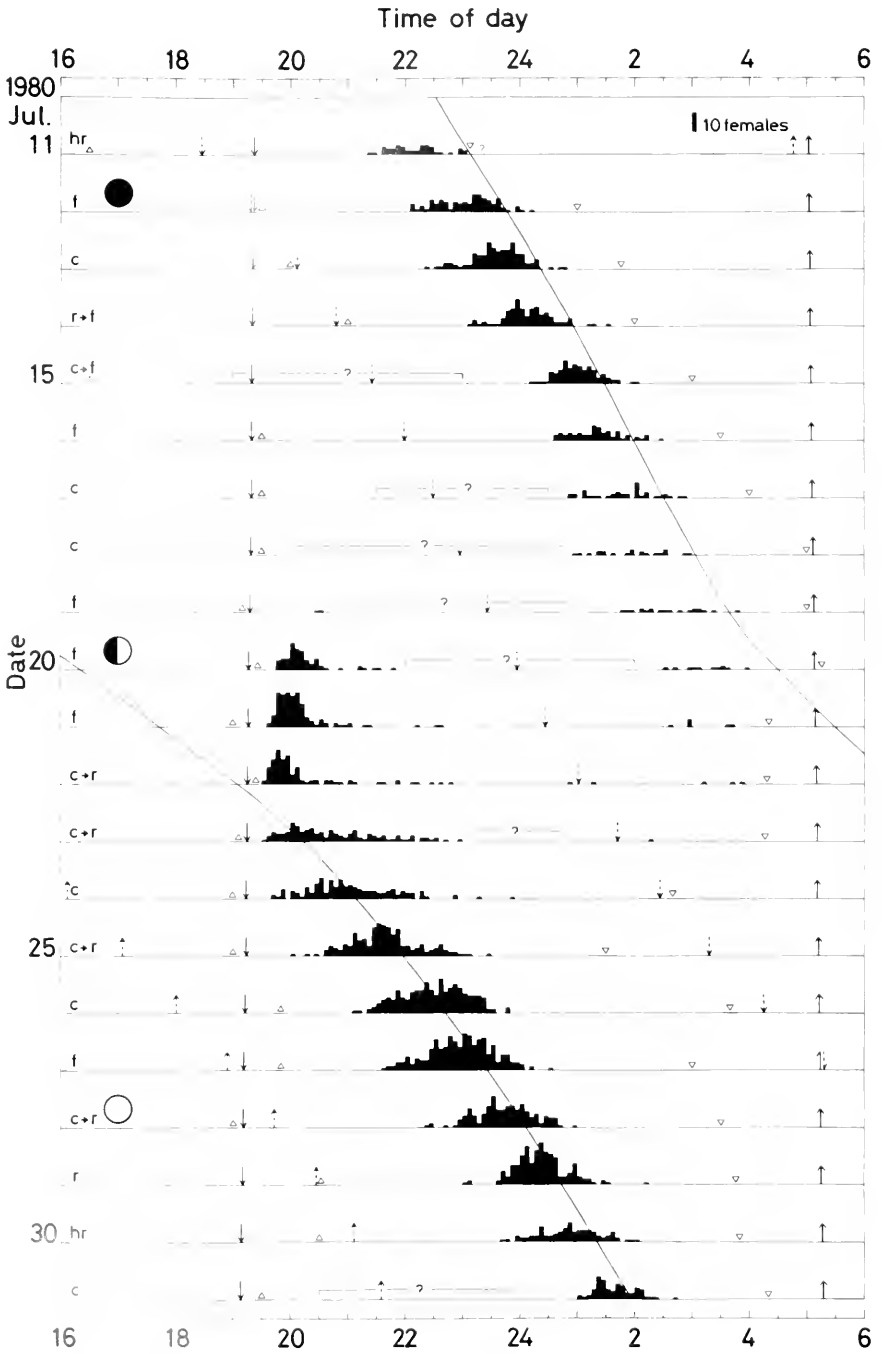 Time of day
16 18 20 22 24 2 4 6
1980
Jul.
10 females
11 hr ?
f
c
r→f
15 c→f ?
f
c ?
c ?
f ?
Date
20 f ?
f
c→r
c→r ?
c
25 c→r
c
f
c→r
r
30 hr
c ?
16 18 20 22 24 2 4 6